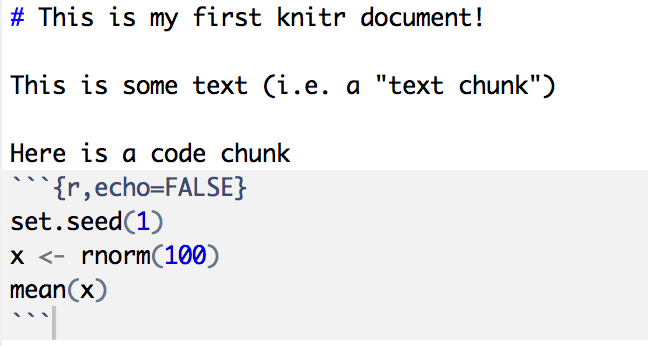 # This is my first knitr document!
This is some text (i.e. a "text chunk")
Here is a code chunk
```{r,echo=FALSE}
set.seed(1)
x <- rnorm(100)
mean(x)
```